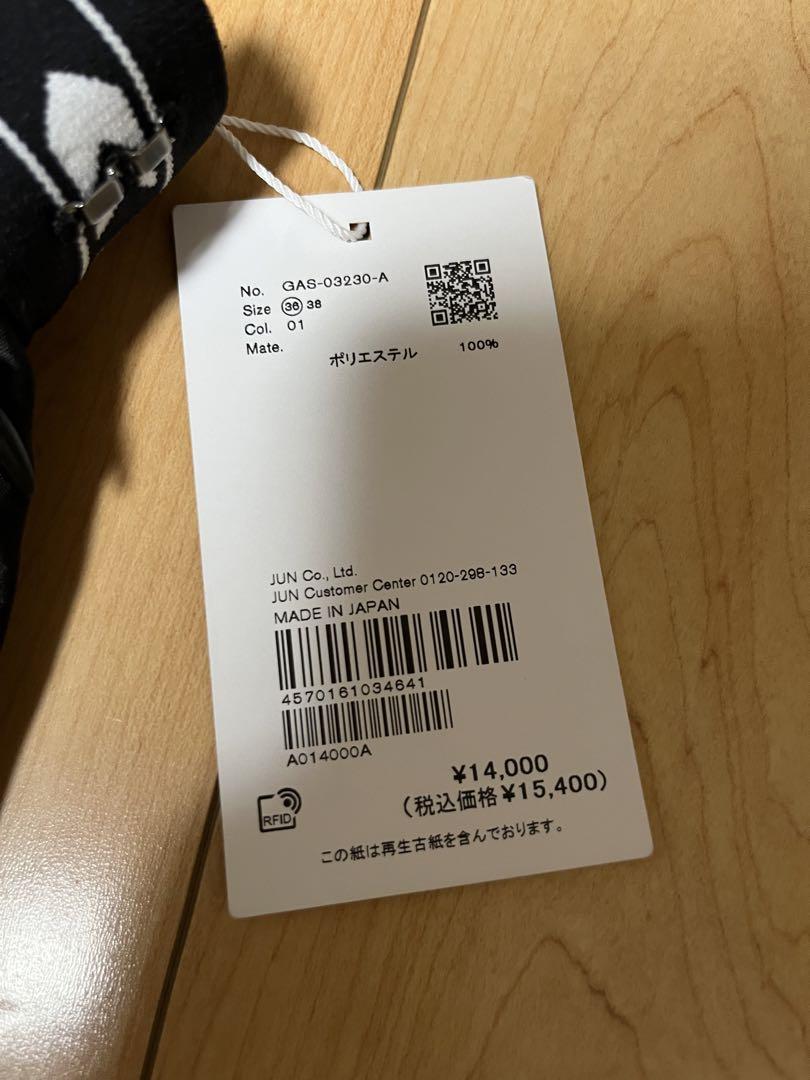 No. GAS-03230-A
Size 36 38
Col. 01
Mate.
ポリエステル 100%
JUN Co., Ltd.
JUN Customer Center 0120-298-133
MADE IN JAPAN
4570161034641
A014000A
¥14,000
(税込価格¥15,400)
RFID
この紙は再生古紙を含んでおります。